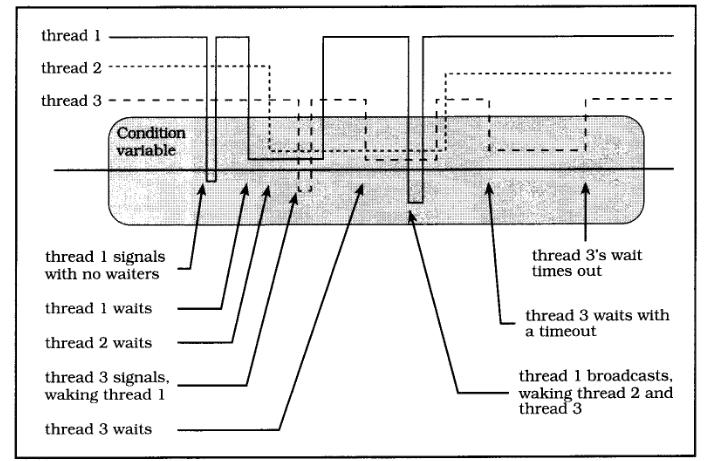 thread 1
thread 2
thread 3
Condition
variable
thread 1 signals
with no waiters
thread 1 waits
thread 2 waits
thread 3 signals,
waking thread 1
thread 3 waits
thread 3's wait
times out
thread 3 waits with
a timeout
thread 1 broadcasts,
waking thread 2 and
thread 3